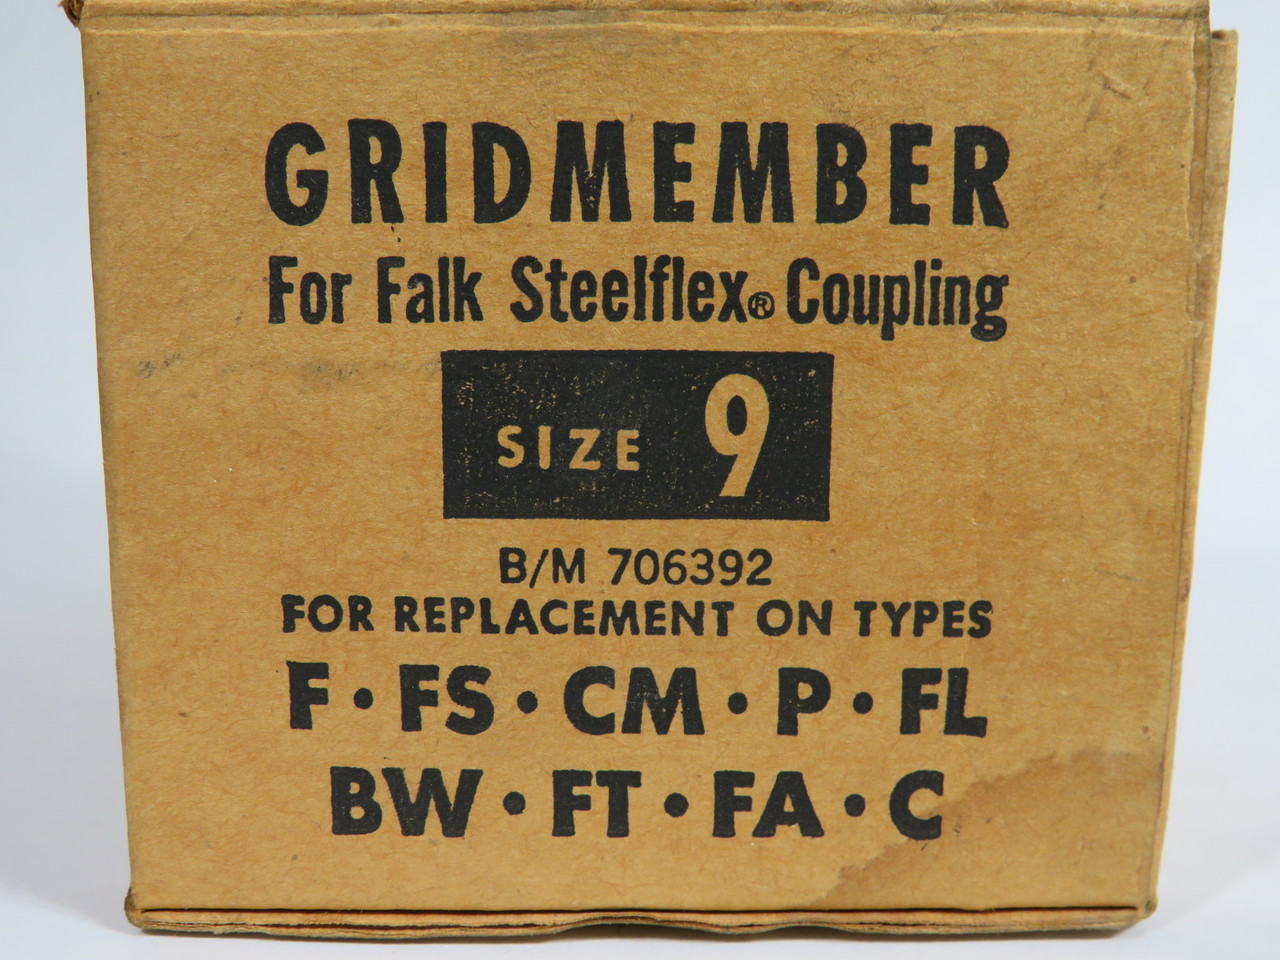 GRIDMEMBER
For Falk Steelflex® Coupling
SIZE 9
B/M 706392
FOR REPLACEMENT ON TYPES
F • FS • CM • P • FL
BW • FT • FA • C